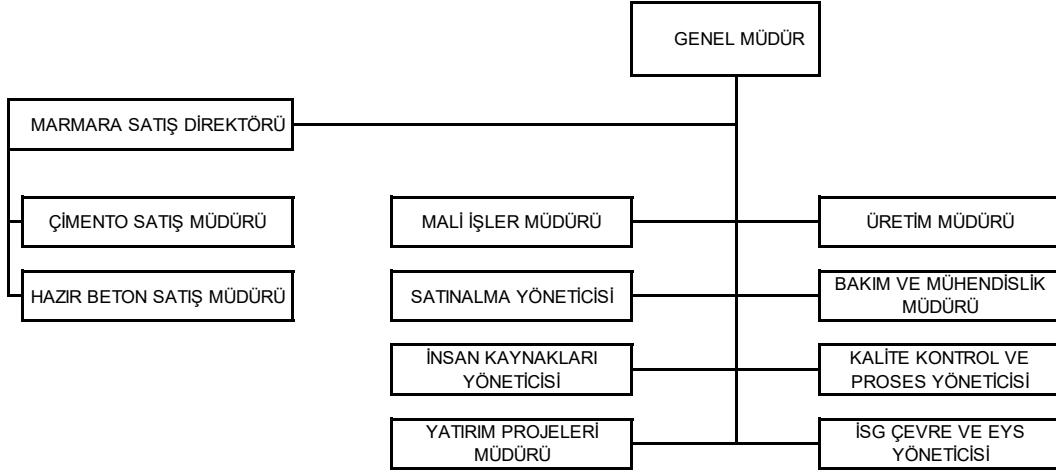 GENEL MÜDÜR
MARMARA SATIŞ DİREKTÖRÜ
ÇİMENTO SATIŞ MÜDÜRÜ
MALİ İŞLER MÜDÜRÜ
ÜRETİM MÜDÜRÜ
HAZIR BETON SATIŞ MÜDÜRÜ
SATINALMA YÖNETİCİSİ
BAKIM VE MÜHENDİSLİK
MÜDÜRÜ
İNSAN KAYNAKLARI
YÖNETİCİSİ
KALİTE KONTROL VE
PROSES YÖNETİCİSİ
YATIRIM PROJELERİ
MÜDÜRÜ
İSG ÇEVRE VE EYS
YÖNETİCİSİ